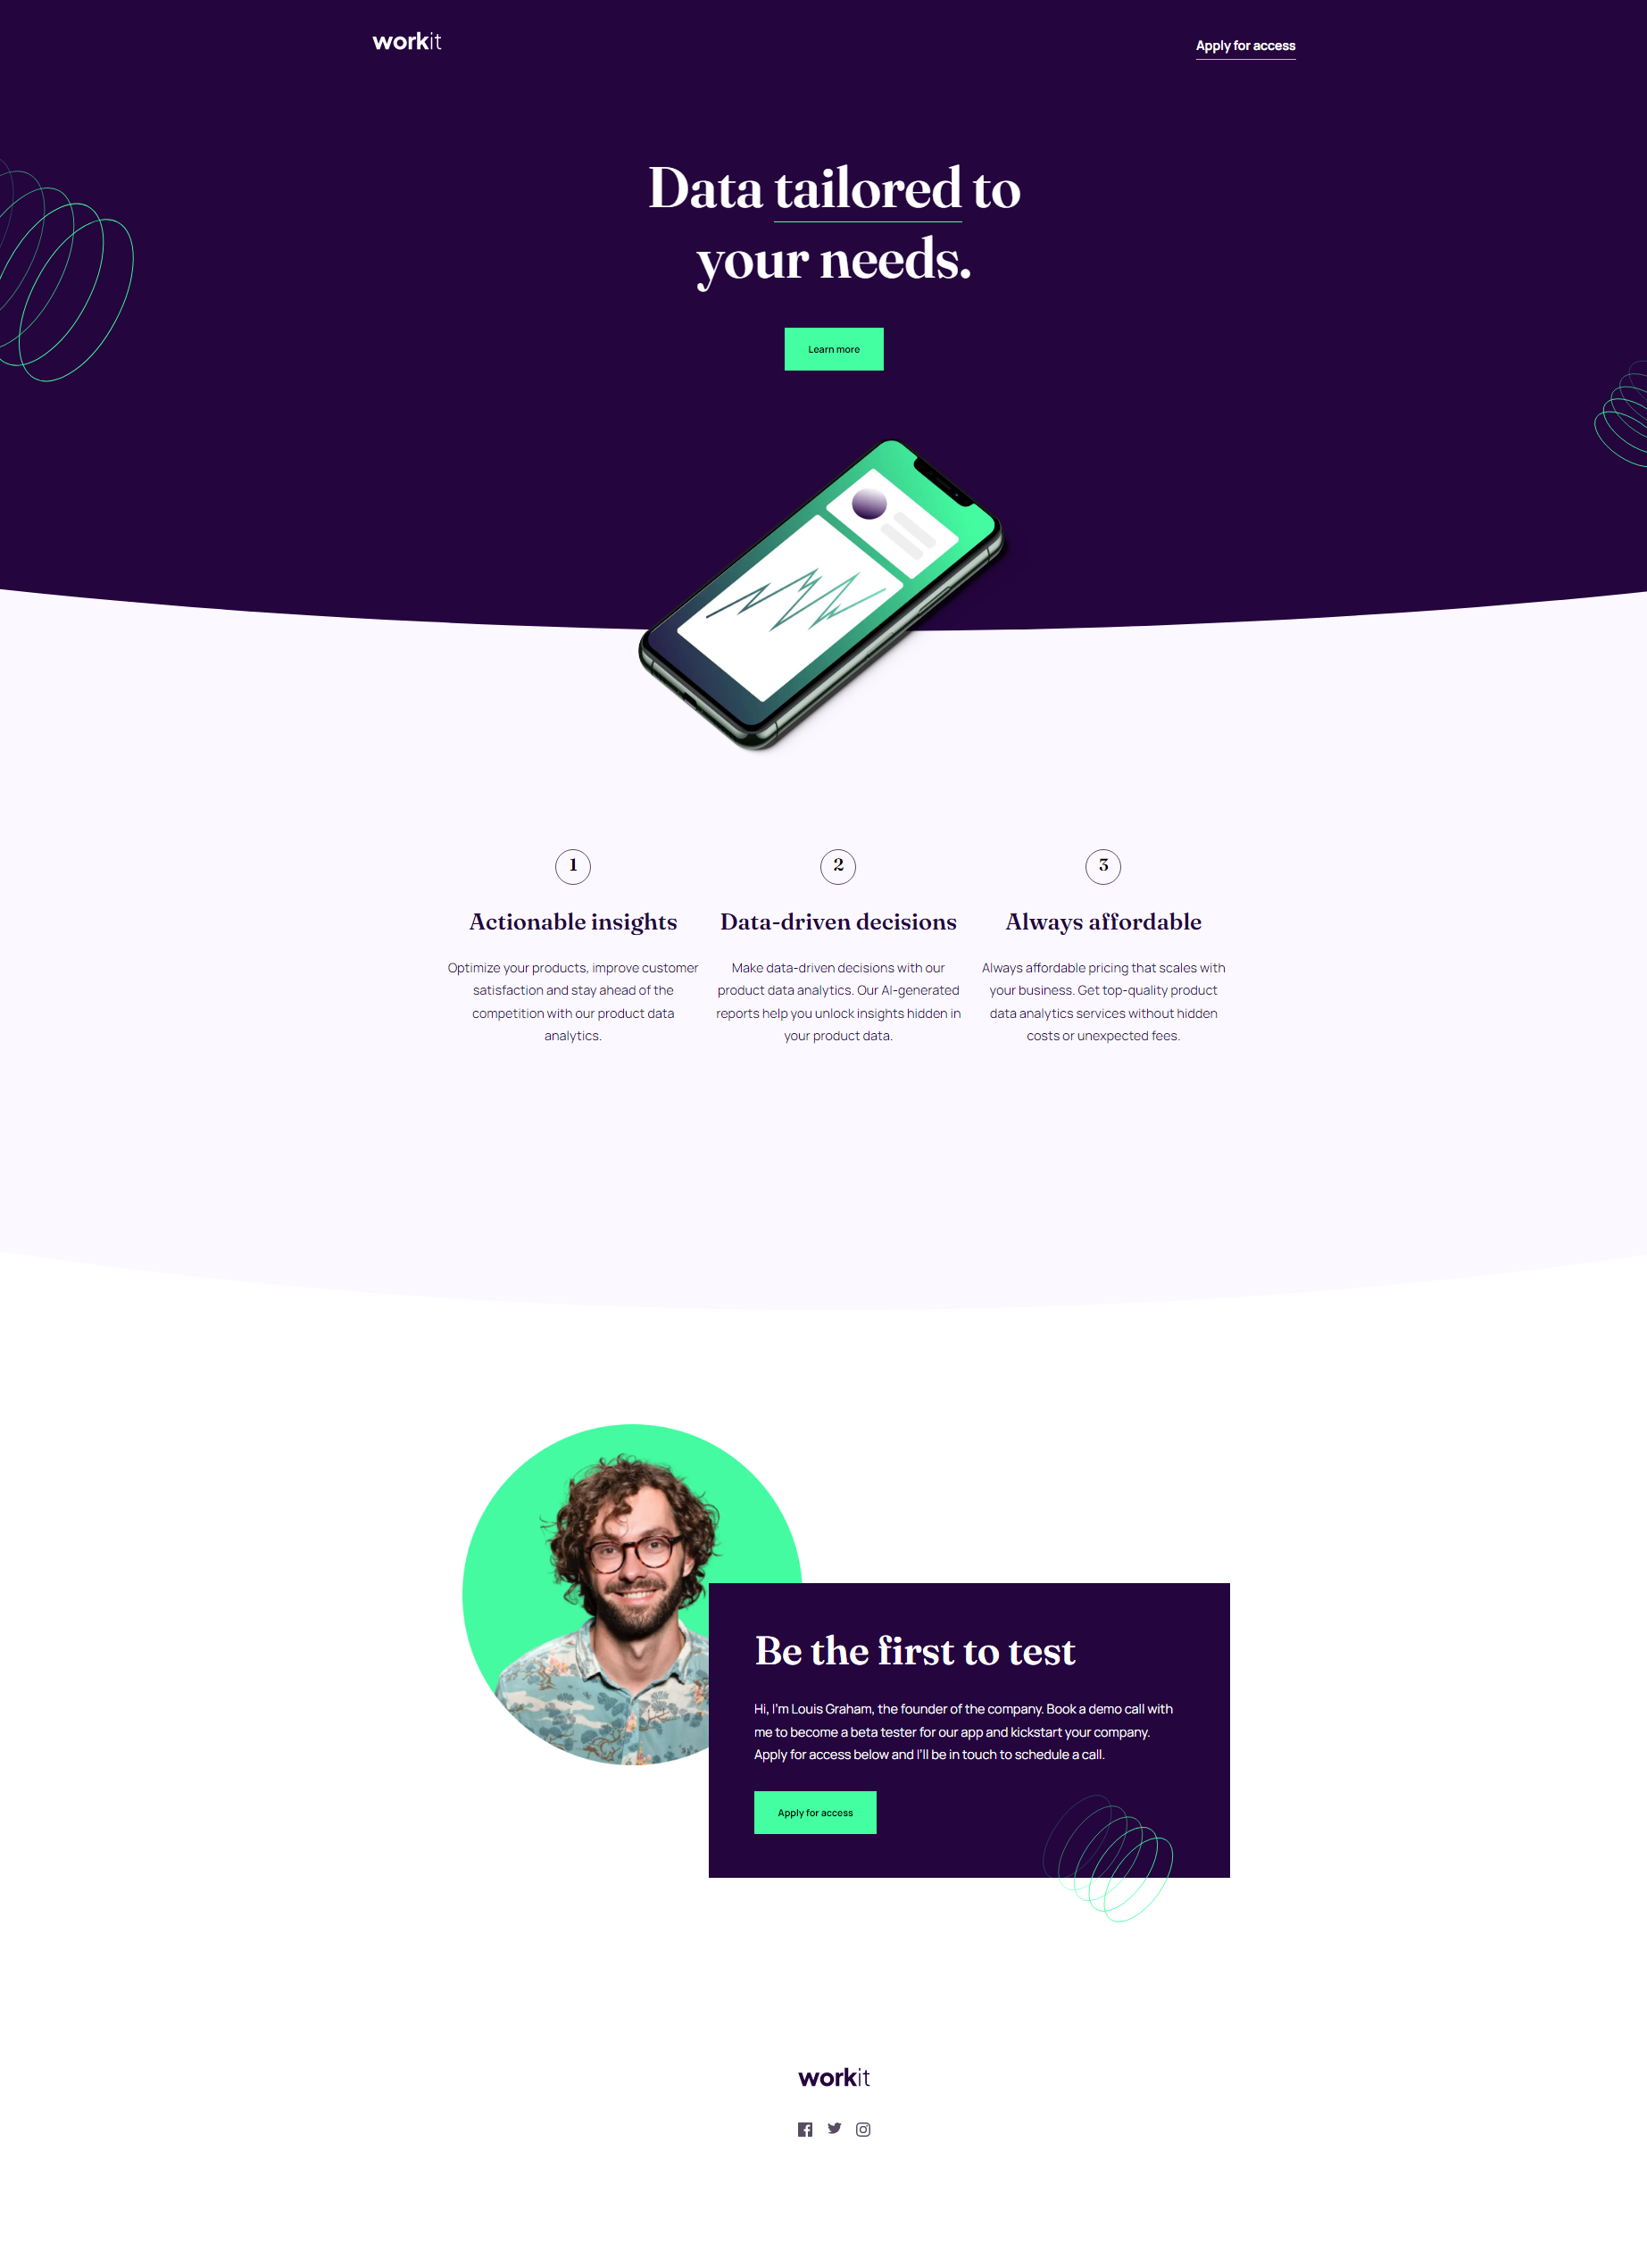 workit
Apply for access
Data tailored to
your needs.
Learn more
1
Actionable insights
Optimize your products, improve customer
satisfaction and stay ahead of the
competition with our product data
analytics.
2
Data-driven decisions
Make data-driven decisions with our
product data analytics. Our AI-generated
reports help you unlock insights hidden in
your product data.
3
Always affordable
Always affordable pricing that scales with
your business. Get top-quality product
data analytics services without hidden
costs or unexpected fees.
Be the first to test
Hi, I'm Louis Graham, the founder of the company. Book a demo call with
me to become a beta tester for our app and kickstart your company.
Apply for access below and I'll be in touch to schedule a call.
Apply for access
workit